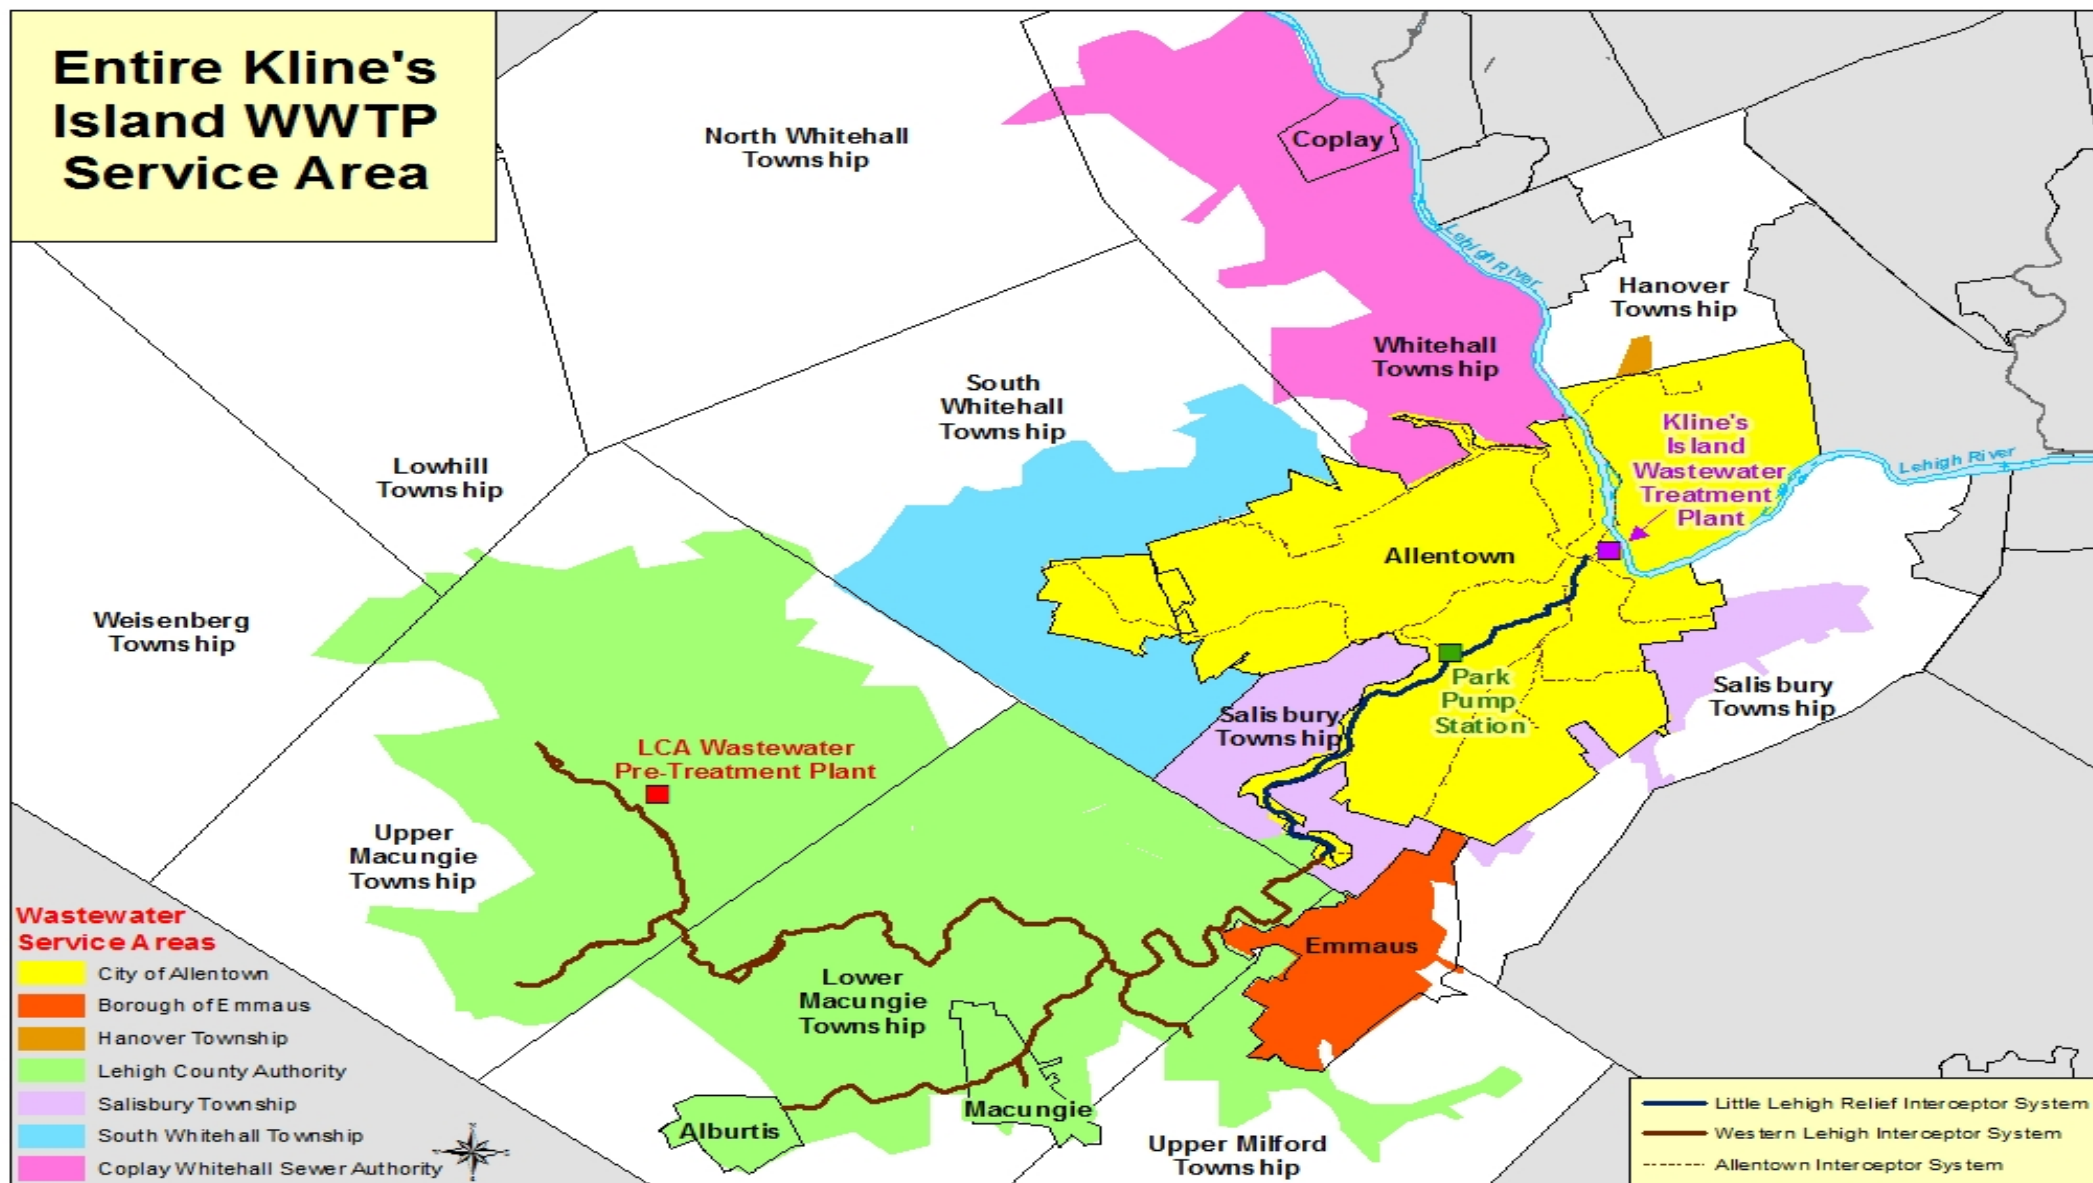 Entire Kline's
Island WWTP
Service Area
North Whitehall
Township
Coplay
Lehigh River
Hanover
Township
Whitehall
Township
South
Whitehall
Township
Kline's
Island
Wastewater
Treatment
Plant
Lehigh River
Lowhill
Township
Allentown
Weisenberg
Township
Park
Pump
Station
Salisbury
Township
Salisbury
Township
LCA Wastewater
Pre-Treatment Plant
Upper
Macungie
Township
Emmaus
Lower
Macungie
Township
Macungie
Alburtis
Upper Milford
Township
Wastewater
Service Areas
City of Allentown
Borough of Emmaus
Hanover Township
Lehigh County Authority
Salisbury Township
South Whitehall Township
Coplay Whitehall Sewer Authority
Little Lehigh Relief Interceptor System
Western Lehigh Interceptor System
Allentown Interceptor System